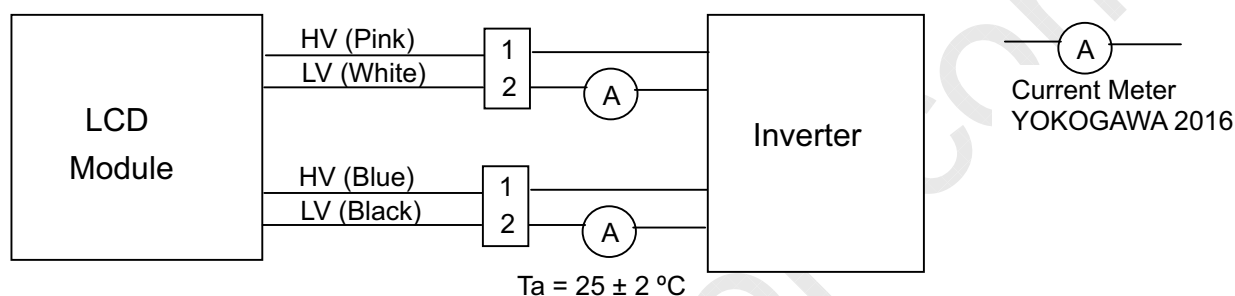 HV (Pink)
LV (White)
1
2
A
LCD
Module
HV (Blue)
LV (Black)
1
2
A
Inverter
Ta = 25 ± 2 ºC
A
Current Meter
YOKOGAWA 2016